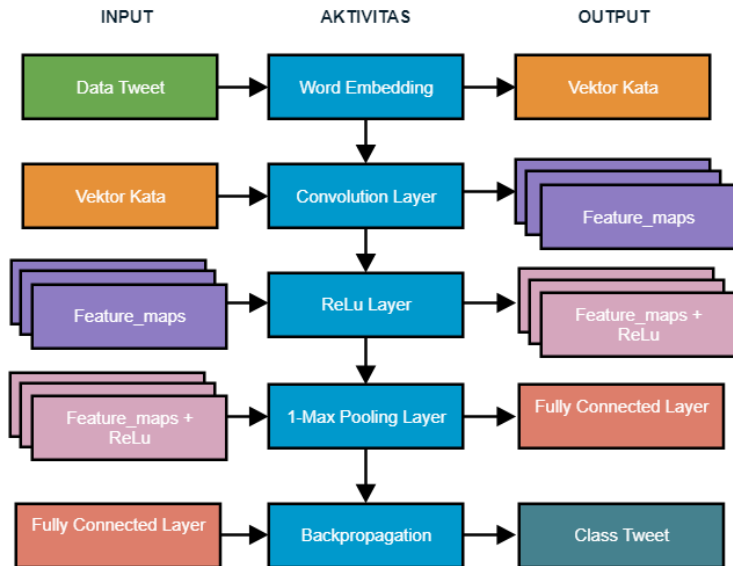 INPUT AKTIVITAS OUTPUT
Data Tweet Word Embedding Vektor Kata
Vektor Kata Convolution Layer Feature_maps
Feature_maps ReLu Layer Feature_maps +
ReLu
Feature_maps +
ReLu 1-Max Pooling Layer Fully Connected Layer
Fully Connected Layer Backpropagation Class Tweet